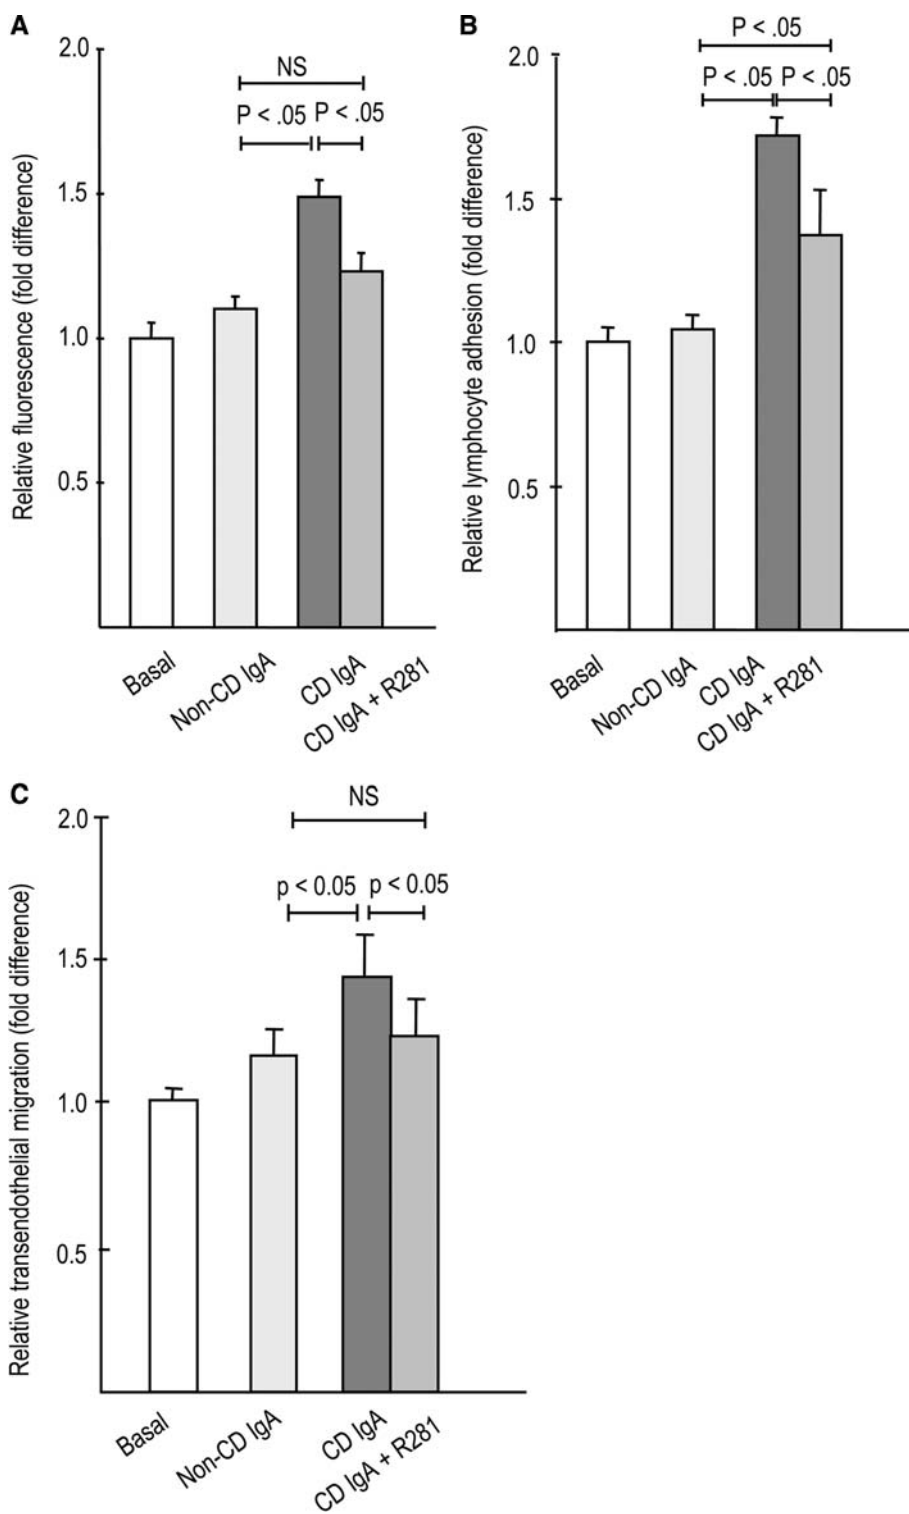 A
Relative fluorescence (fold difference)
2.0
1.5
1.0
0.5
NS
P < .05 P < .05
Basal
Non-CD IgA
CD IgA
CD IgA + R281
B
Relative lymphocyte adhesion (fold difference)
2.0
1.5
1.0
0.5
P < .05
P < .05 P < .05
Basal
Non-CD IgA
CD IgA
CD IgA + R281
C
Relative transendothelial migration (fold difference)
2.0
1.5
1.0
0.5
NS
p < 0.05 p < 0.05
Basal
Non-CD IgA
CD IgA
CD IgA + R281